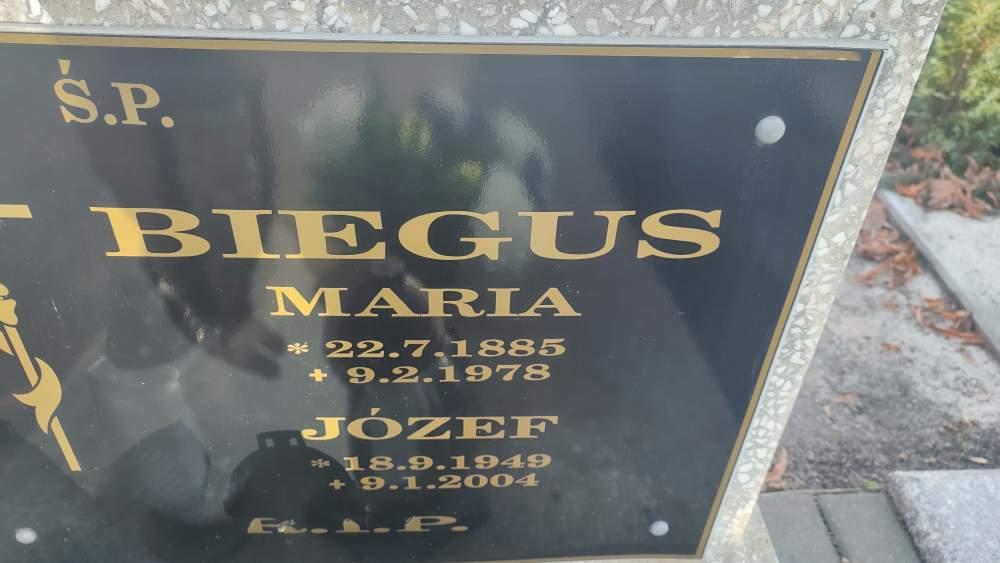 Ś.P.
BIEGUS
MARIA
* 22.7.1885
+ 9.2.1978
JÓZEF
* 18.9.1949
+ 9.1.2004
R.I.P.